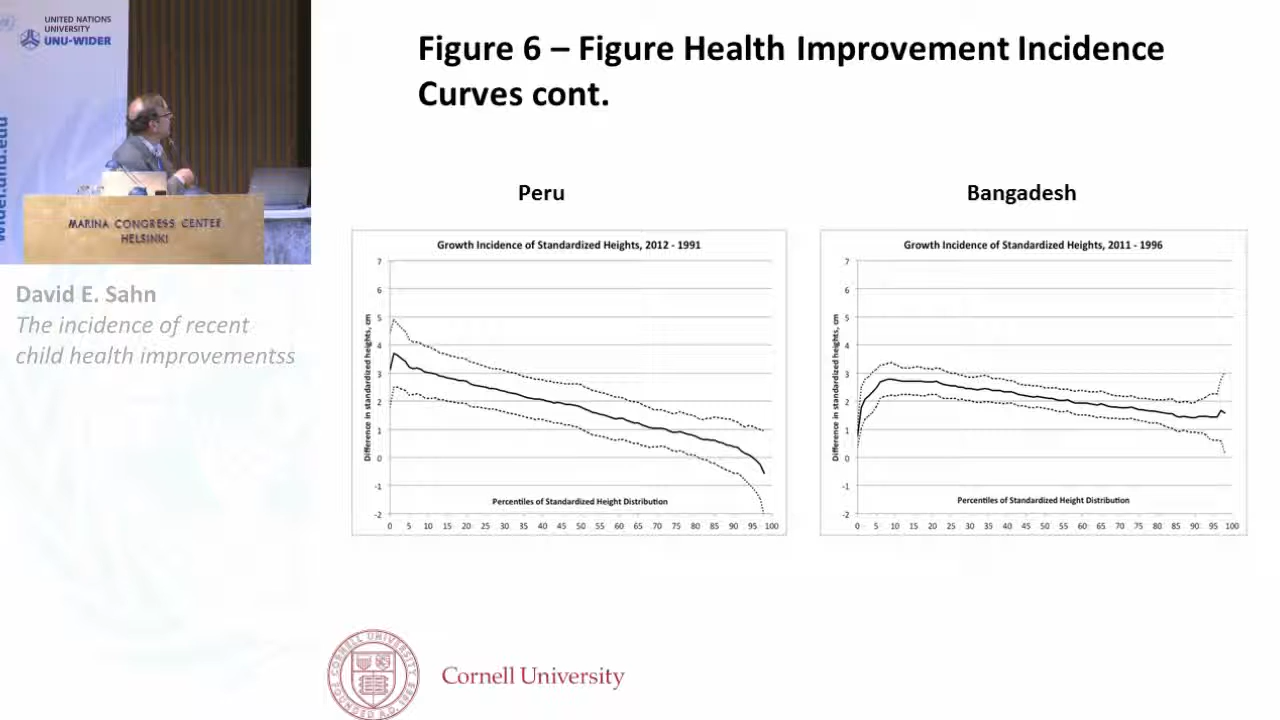 UNITED NATIONS
UNIVERSITY
UNU-WIDER
wider.unu.edu
MARINA CONGRESS CENTER
HELSINKI
David E. Sahn
The incidence of recent
child health improvementss
Figure 6 – Figure Health Improvement Incidence
Curves cont.
Peru
Growth Incidence of Standardized Heights, 2012 - 1991
Difference in standardized heights, cm
7
6
5
4
3
2
1
0
-1
-2
Percentiles of Standardized Height Distribution
0 5 10 15 20 25 30 35 40 45 50 55 60 65 70 75 80 85 90 95 100
Bangadesh
Growth Incidence of Standardized Heights, 2011 - 1996
Difference in standardized heights, cm
7
6
5
4
3
2
1
0
-1
-2
Percentiles of Standardized Height Distribution
0 5 10 15 20 25 30 35 40 45 50 55 60 65 70 75 80 85 90 95 100
CORNELL UNIVERSITY
FOUNDED A.D. 1865
Cornell University